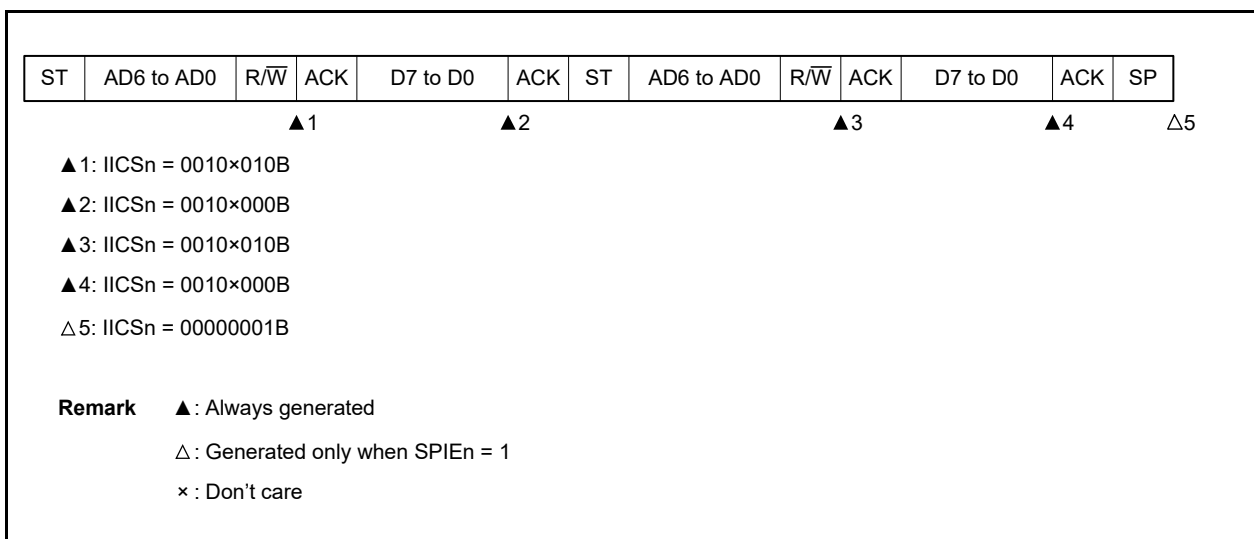 ST AD6 to AD0 R/W̅ ACK D7 to D0 ACK ST AD6 to AD0 R/W̅ ACK D7 to D0 ACK SP
▲1 ▲2 ▲3 ▲4 △5
▲1: IICSn = 0010×010B
▲2: IICSn = 0010×000B
▲3: IICSn = 0010×010B
▲4: IICSn = 0010×000B
△5: IICSn = 00000001B
Remark ▲: Always generated
△: Generated only when SPIEn = 1
×: Don’t care